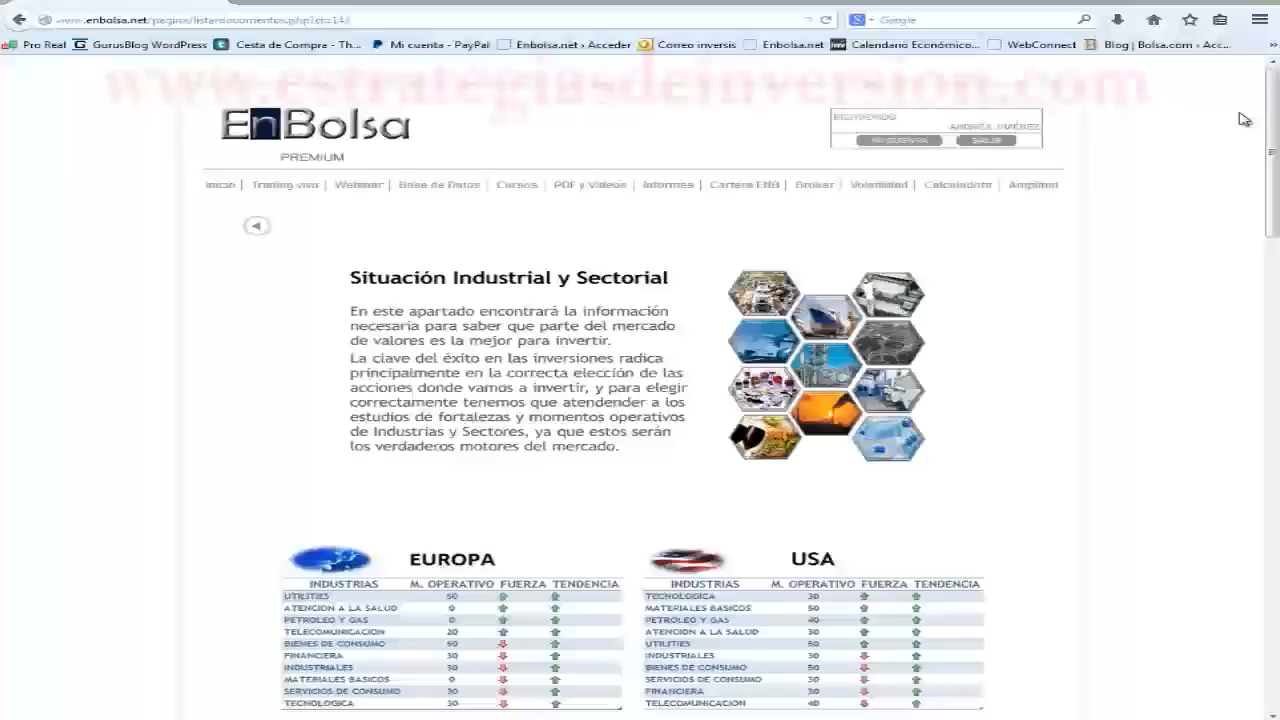 www.enbolsa.net/pagina/
Google
Pro Real
GurusBlog WordPress
Cesta de Compra - Th...
Mi cuenta - PayPal
Enbolsa.net › Acceder
Correo inversis
Enbolsa.net
Calendario Económico...
WebConnect
Blog | Bolsa.com › Acc...
www.estrategiasdeinversion.com
EnBolsa
PREMIUM
BIENVENIDO
ANDRÉS JIMÉNEZ
MI CUENTA
SALIR
Inicio | Trading vivo | Webinar | Base de Datos | Cursos | PDF y Videos | Informes | Cartera ENB | Broker | Volatilidad | Calculadora | Amplitud
Situación Industrial y Sectorial
En este apartado encontrará la información
necesaria para saber que parte del mercado
de valores es la mejor para invertir.
La clave del éxito en las inversiones radica
principalmente en la correcta elección de las
acciones donde vamos a invertir, y para elegir
correctamente tenemos que atendender a los
estudios de fortalezas y momentos operativos
de Industrias y Sectores, ya que estos serán
los verdaderos motores del mercado.
EUROPA
INDUSTRIAS M. OPERATIVO FUERZA TENDENCIA
UTILITIES
ATENCION A LA SALUD 0
PETROLEO Y GAS 0
TELECOMUNICACION 20
BIENES DE CONSUMO
FINANCIERA 30
INDUSTRIALES 30
MATERIALES BASICOS 0
SERVICIOS DE CONSUMO 30
TECNOLOGICA 30
USA
INDUSTRIAS M. OPERATIVO FUERZA TENDENCIA
TECNOLOGICA 30
MATERIALES BASICOS
PETROLEO Y GAS 40
ATENCION A LA SALUD 30
UTILITIES
INDUSTRIALES 30
BIENES DE CONSUMO
SERVICIOS DE CONSUMO 30
FINANCIERA 30
TELECOMUNICACION 40